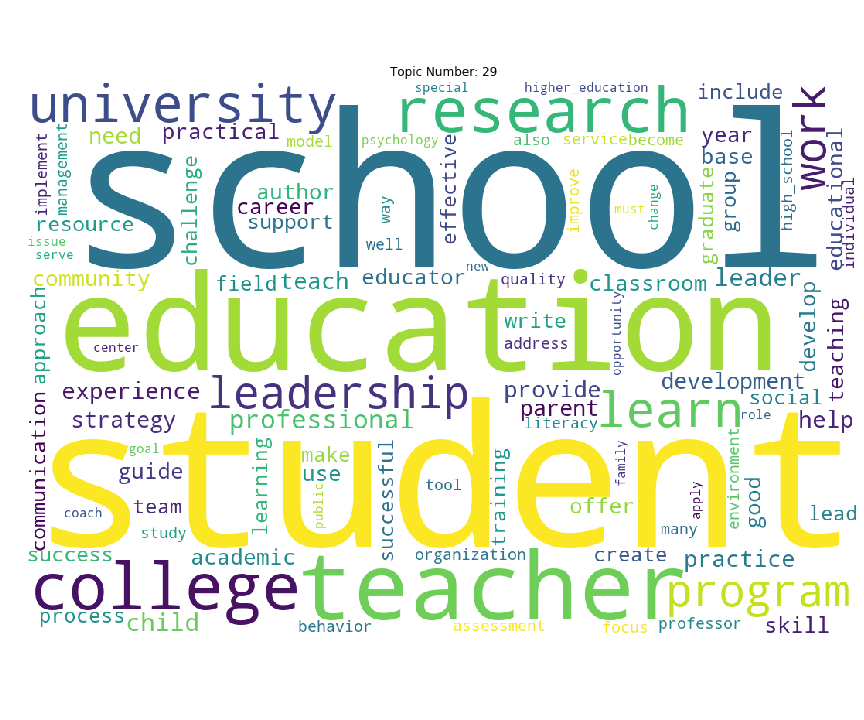 Topic Number: 29
special
higher_education
university
research
include
work
implement
management
need
practical
model
psychology
also
service
become
year
base
school
challenge
author
career
support
way
well
effective
improve
must
change
graduate
group
high_school
educational
individual
resource
issue
serve
community
field
teach
educator
new
quality
classroom
leader
education
approach
center
write
address
opportunity
develop
teaching
experience
leadership
provide
parent
literacy
development
social
role
help
strategy
professional
learn
student
communication
goal
guide
coach
team
study
learning
make
use
public
successful
tool
training
offer
family
many
apply
environment
good
lead
success
academic
organization
create
practice
college
teacher
program
process
child
behavior
assessment
focus
professor
skill